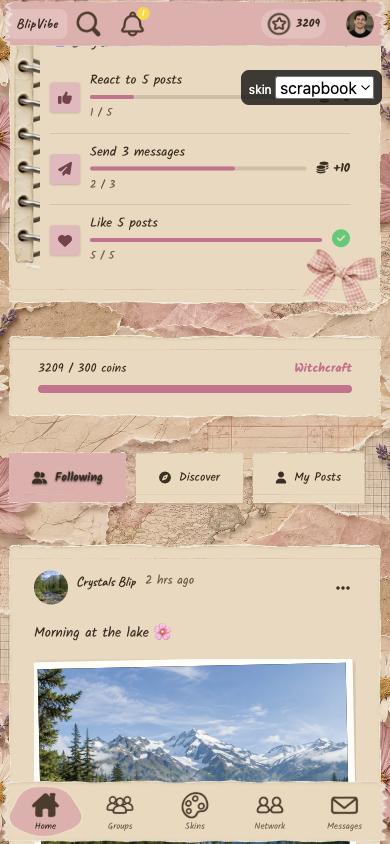 BlipVibe
3209
React to 5 posts
1 / 5
skin scrapbook
Send 3 messages
+10
2 / 3
Like 5 posts
5 / 5
3209 / 300 coins
Witchcraft
Following
Discover
My Posts
Crystals Blip 2 hrs ago
Morning at the lake 🌸
Home
Groups
Skins
Network
Messages